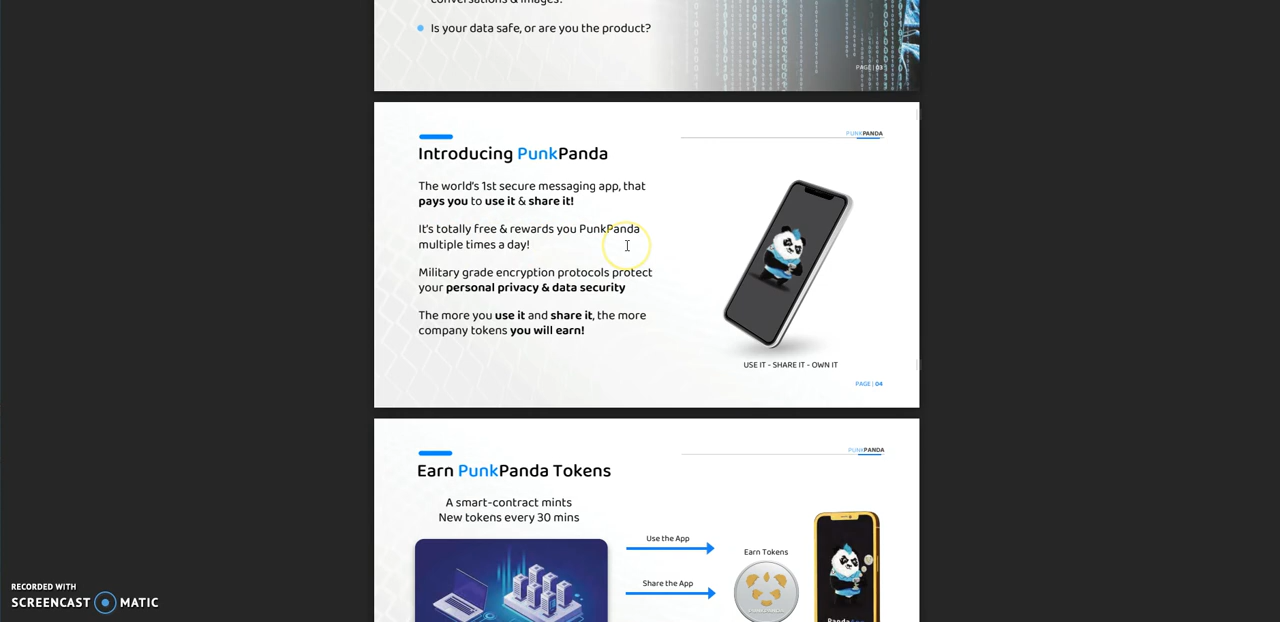 conversations & images?
Is your data safe, or are you the product?
PAGE | 03
PUNKPANDA
Introducing PunkPanda
The world's 1st secure messaging app, that
pays you to use it & share it!
It's totally free & rewards you PunkPanda
multiple times a day!
Military grade encryption protocols protect
your personal privacy & data security
The more you use it and share it, the more
company tokens you will earn!
USE IT - SHARE IT - OWN IT
PAGE | 04
PUNKPANDA
Earn PunkPanda Tokens
A smart-contract mints
New tokens every 30 mins
Use the App
Earn Tokens
Share the App
RECORDED WITH
SCREENCAST MATIC